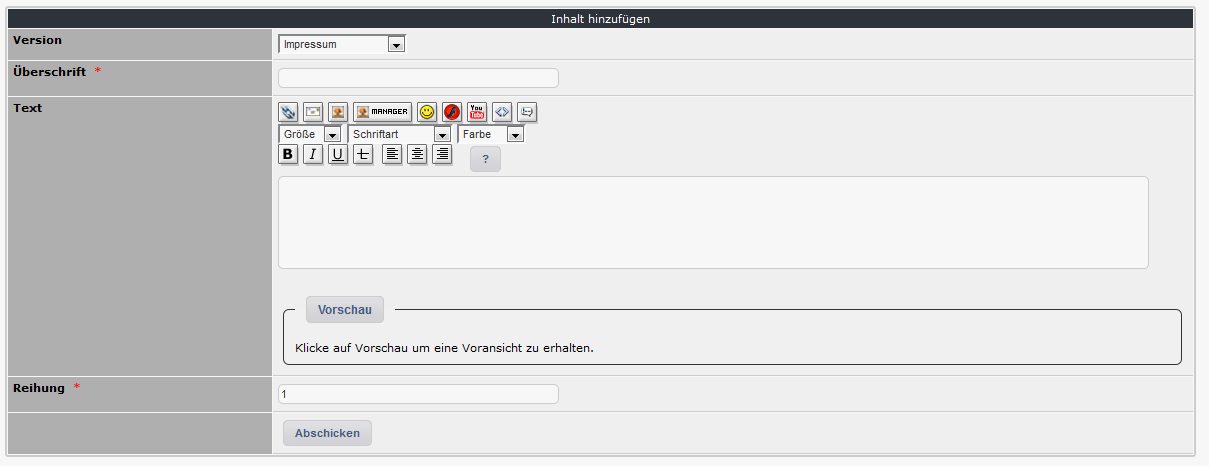 Inhalt hinzufügen
Version
Impressum
Überschrift *
Text
MANAGER
You Tube
Größe Schriftart Farbe
B I U T ?
Vorschau
Klicke auf Vorschau um eine Voransicht zu erhalten.
Reihung *
1
Abschicken